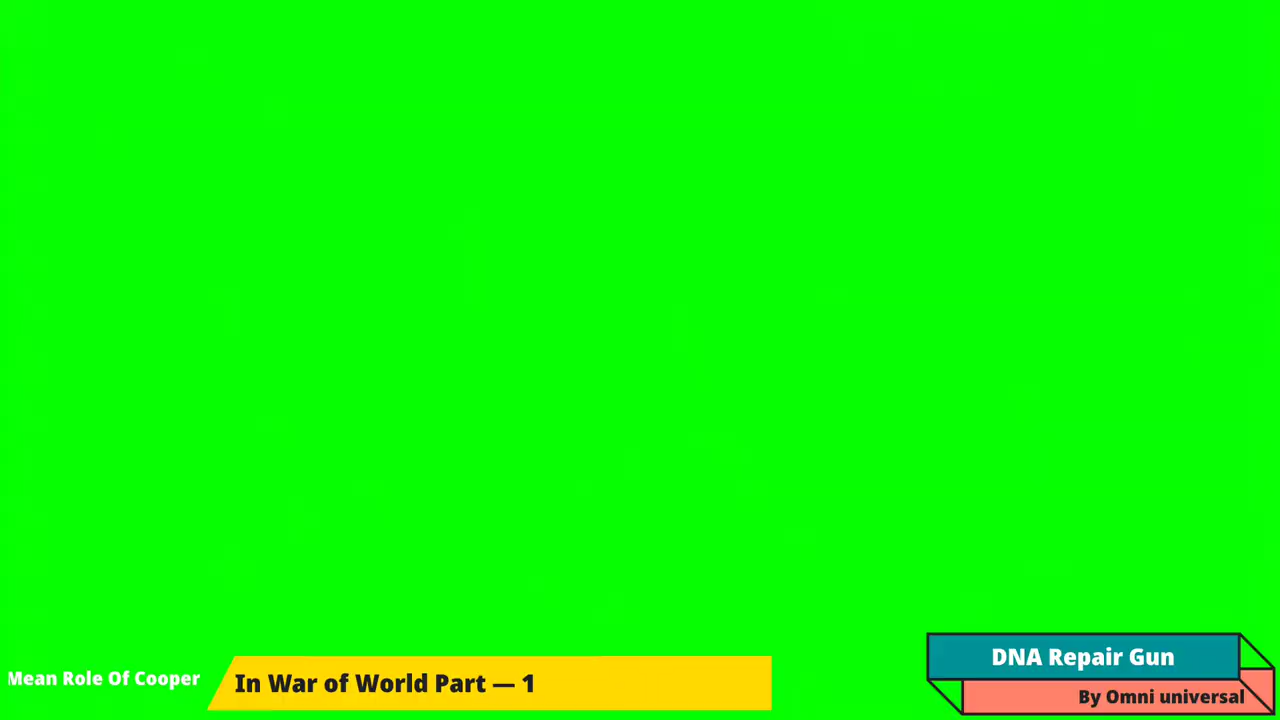 Mean Role Of Cooper
In War of World Part — 1
DNA Repair Gun
By Omni universal